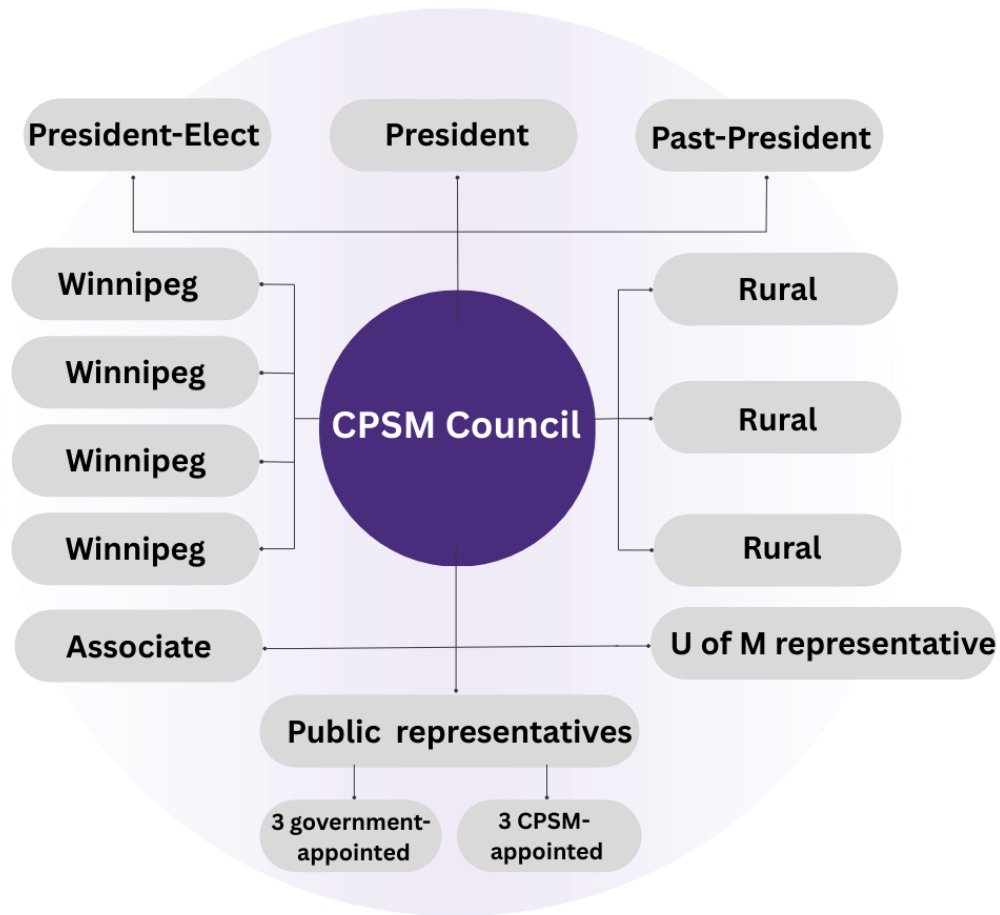 President-Elect
President
Past-President
Winnipeg
Winnipeg
Winnipeg
Winnipeg
CPSM Council
Rural
Rural
Rural
Associate
U of M representative
Public representatives
3 government-
appointed
3 CPSM-
appointed